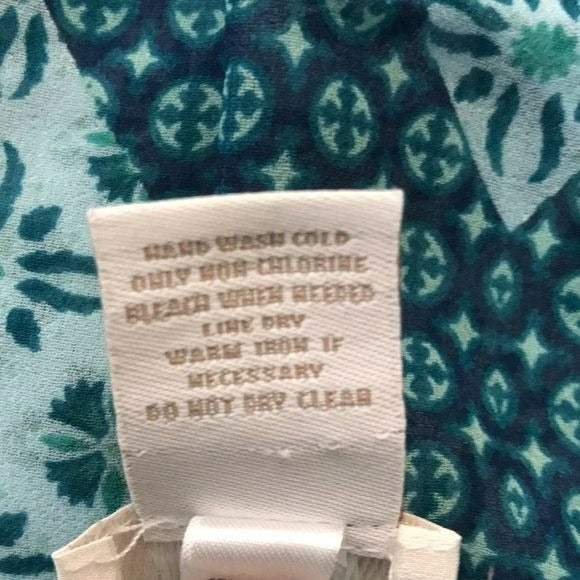 HAND WASH COLD
ONLY NON-CHLORINE
BLEACH WHEN NEEDED
LINE DRY
WARM IRON IF
NECESSARY
DO NOT DRY CLEAN